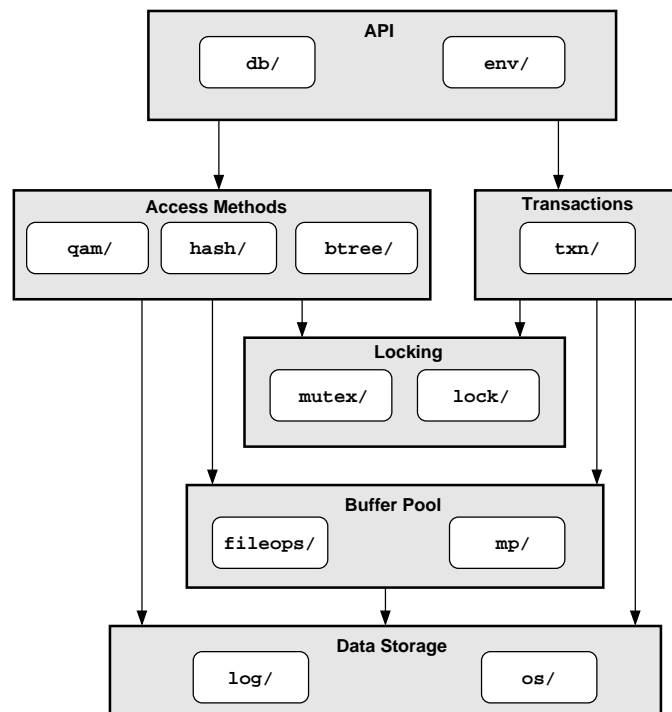 API
db/ env/
Access Methods
qam/ hash/ btree/
Transactions
txn/
Locking
mutex/ lock/
Buffer Pool
fileops/ mp/
Data Storage
log/ os/